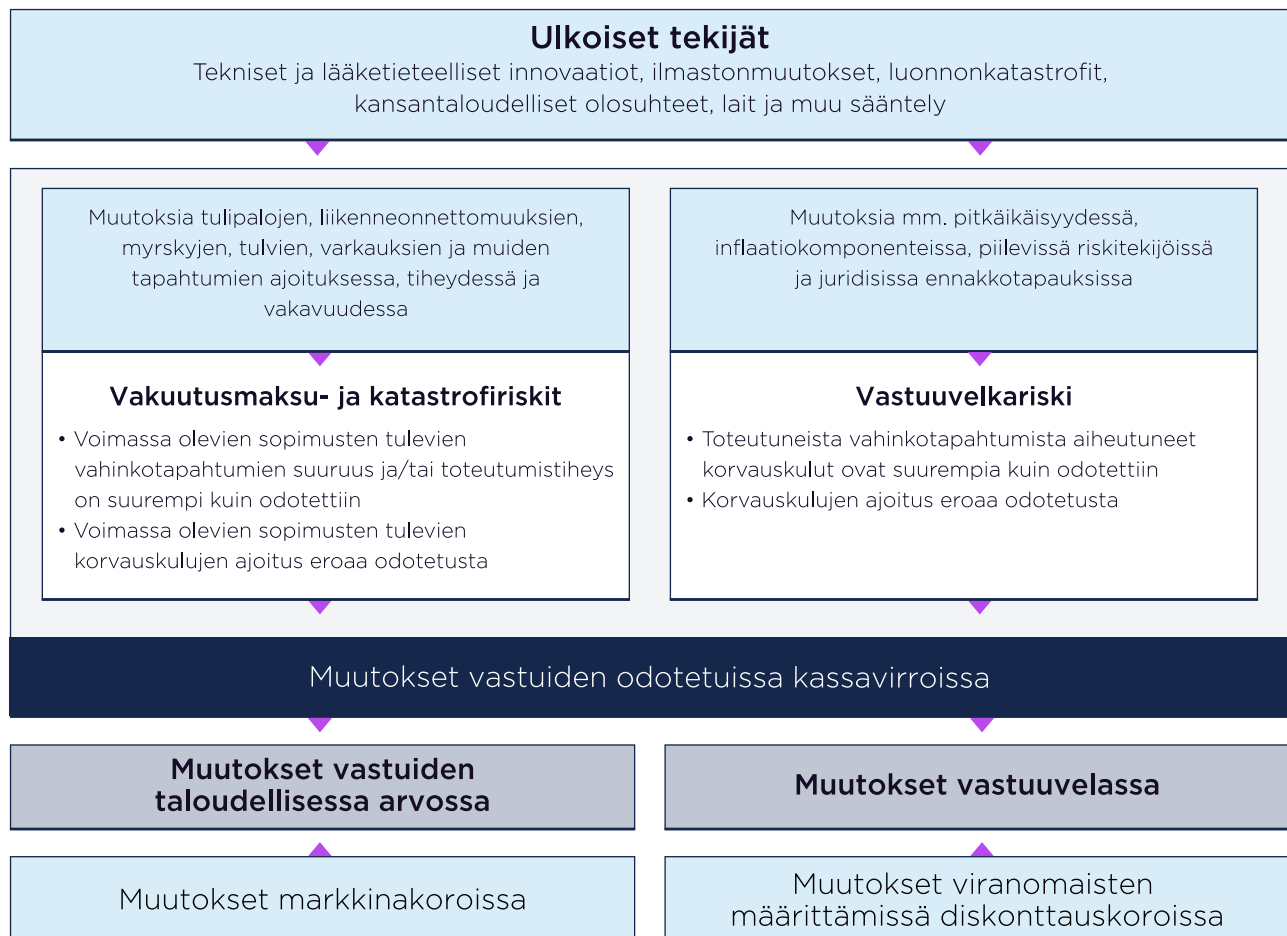 Ulkoiset tekijät
Tekniset ja lääketieteelliset innovaatiot, ilmastonmuutokset, luonnonkatastrofit,
kansantaloudelliset olosuhteet, lait ja muu sääntely
Muutoksia tulipalojen, liikenneonnettomuuksien,
myrskyjen, tulvien, varkauksien ja muiden
tapahtumien ajoituksessa, tiheydessä ja
vakavuudessa
Vakuutusmaksu- ja katastrofiriskit
• Voimassa olevien sopimusten tulevien
vahinkotapahtumien suuruus ja/tai toteutumistiheys
on suurempi kuin odotettiin
• Voimassa olevien sopimusten tulevien
korvauskulujen ajoitus eroaa odotetusta
Muutoksia mm. pitkäikäisyydessä,
inflaatiokomponenteissa, piilevissä riskitekijöissä
ja juridisissa ennakkotapauksissa
Vastuuvelkariski
• Toteutuneista vahinkotapahtumista aiheutuneet
korvauskulut ovat suurempia kuin odotettiin
• Korvauskulujen ajoitus eroaa odotetusta
Muutokset vastuiden odotetuissa kassavirroissa
Muutokset vastuiden
taloudellisessa arvossa
Muutokset vastuuvelassa
Muutokset markkinakoroissa
Muutokset viranomaisten
määrittämissä diskonttauskoroissa